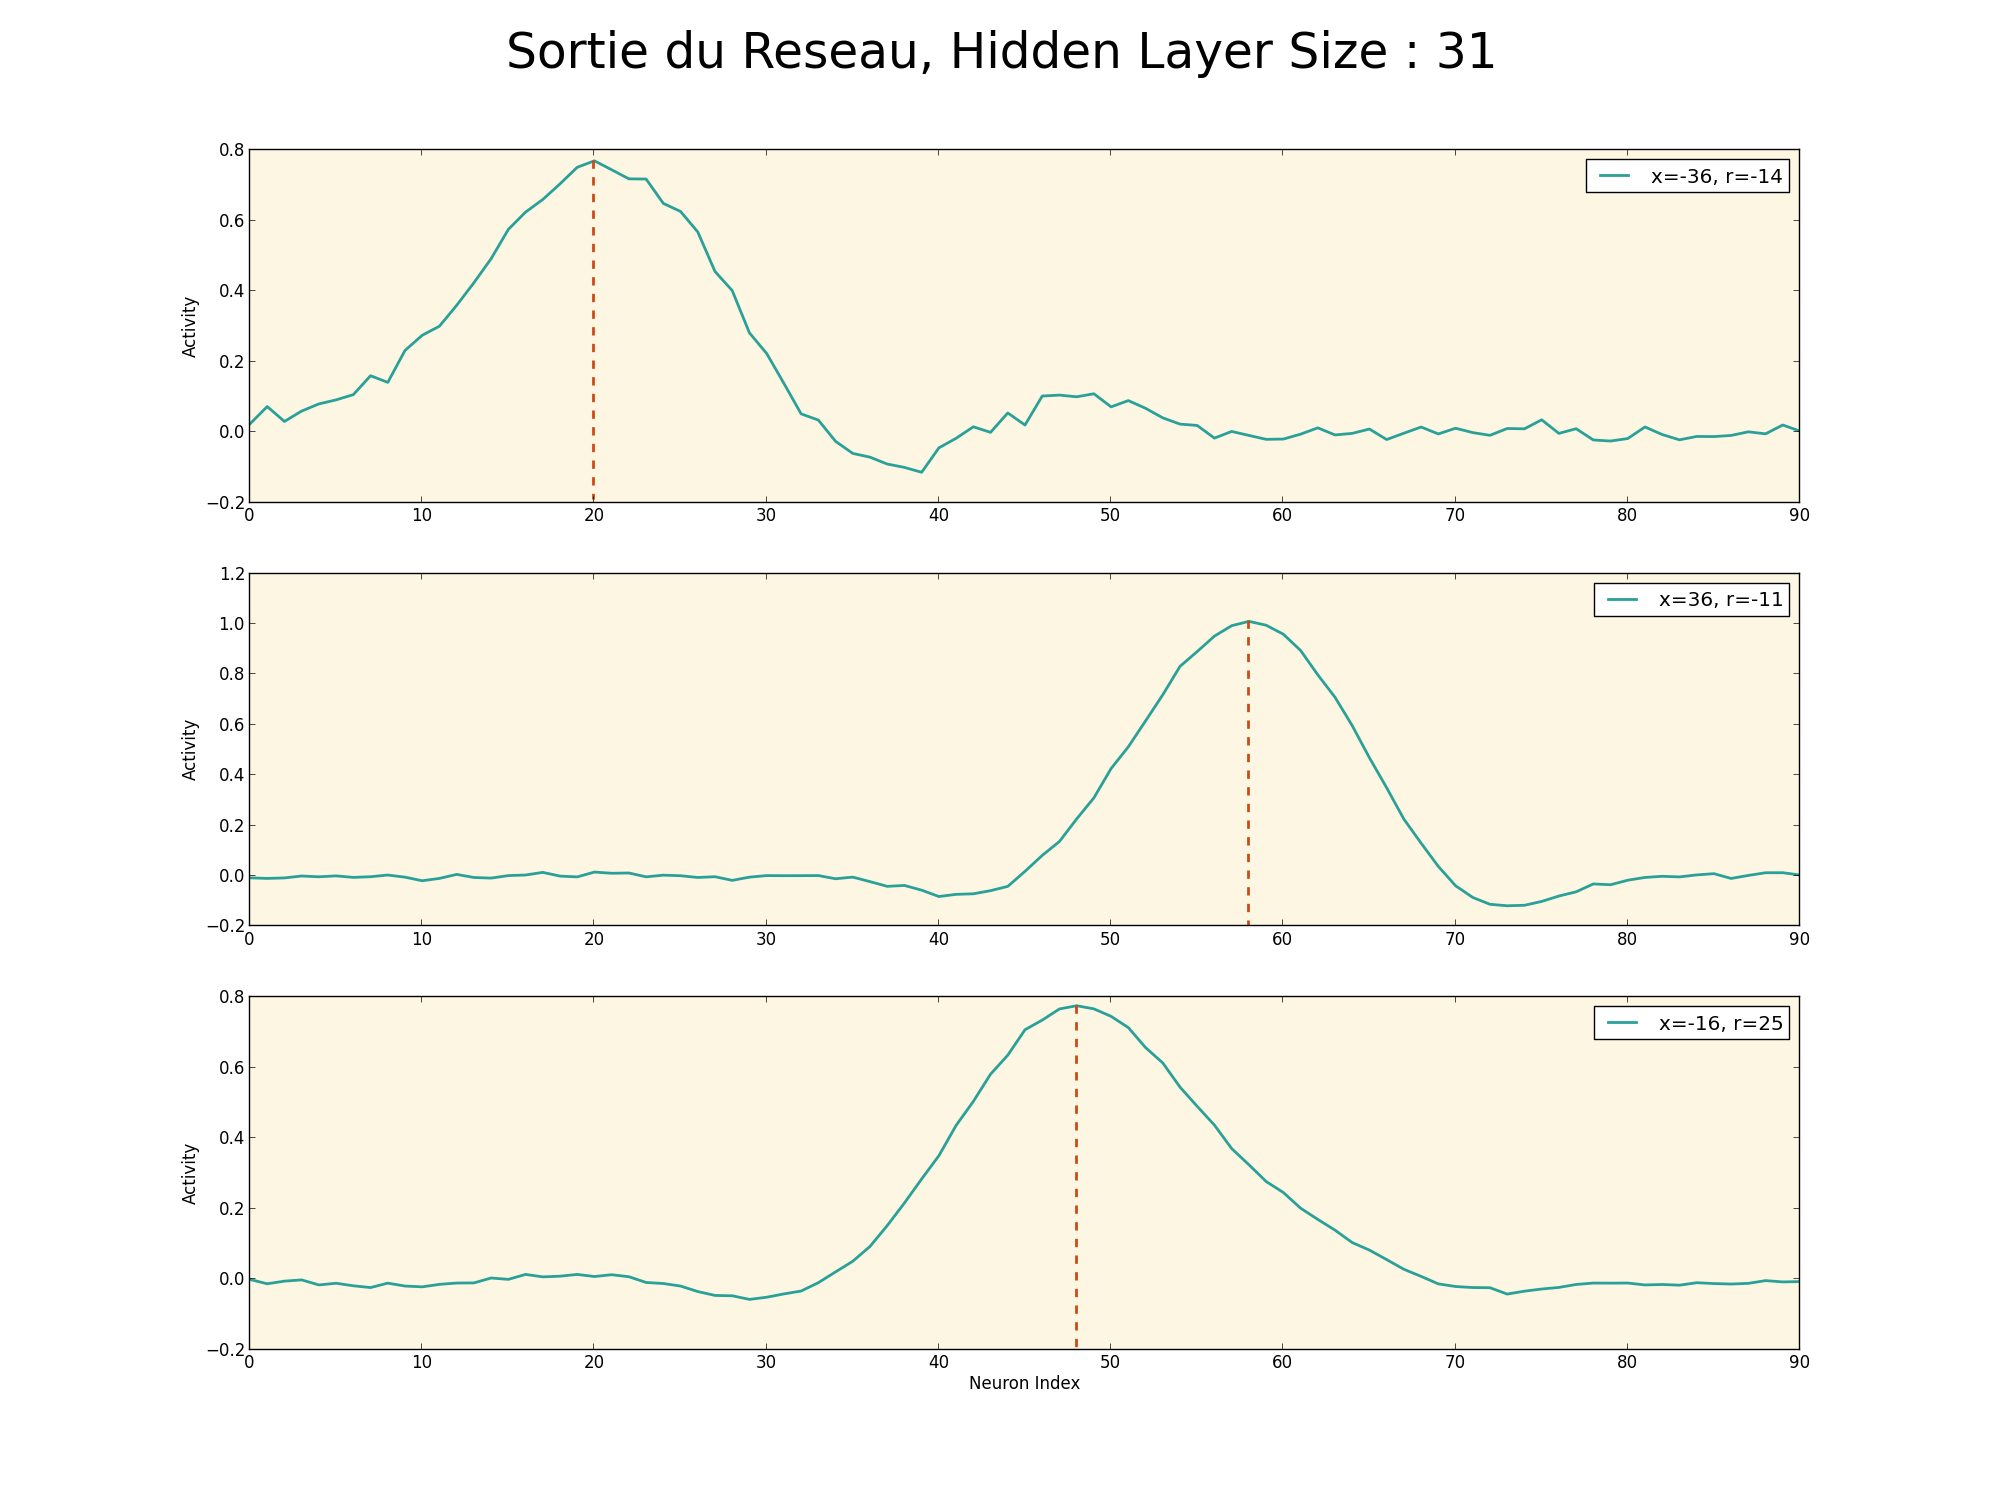 Sortie du Reseau, Hidden Layer Size : 31
0.8
0.6
0.4
0.2
0.0
−0.2
Activity
x=-36, r=-14
0 10 20 30 40 50 60 70 80 90
1.2
1.0
0.8
0.6
0.4
0.2
0.0
−0.2
Activity
x=36, r=-11
0 10 20 30 40 50 60 70 80 90
0.8
0.6
0.4
0.2
0.0
−0.2
Activity
x=-16, r=25
0 10 20 30 40 50 60 70 80 90
Neuron Index